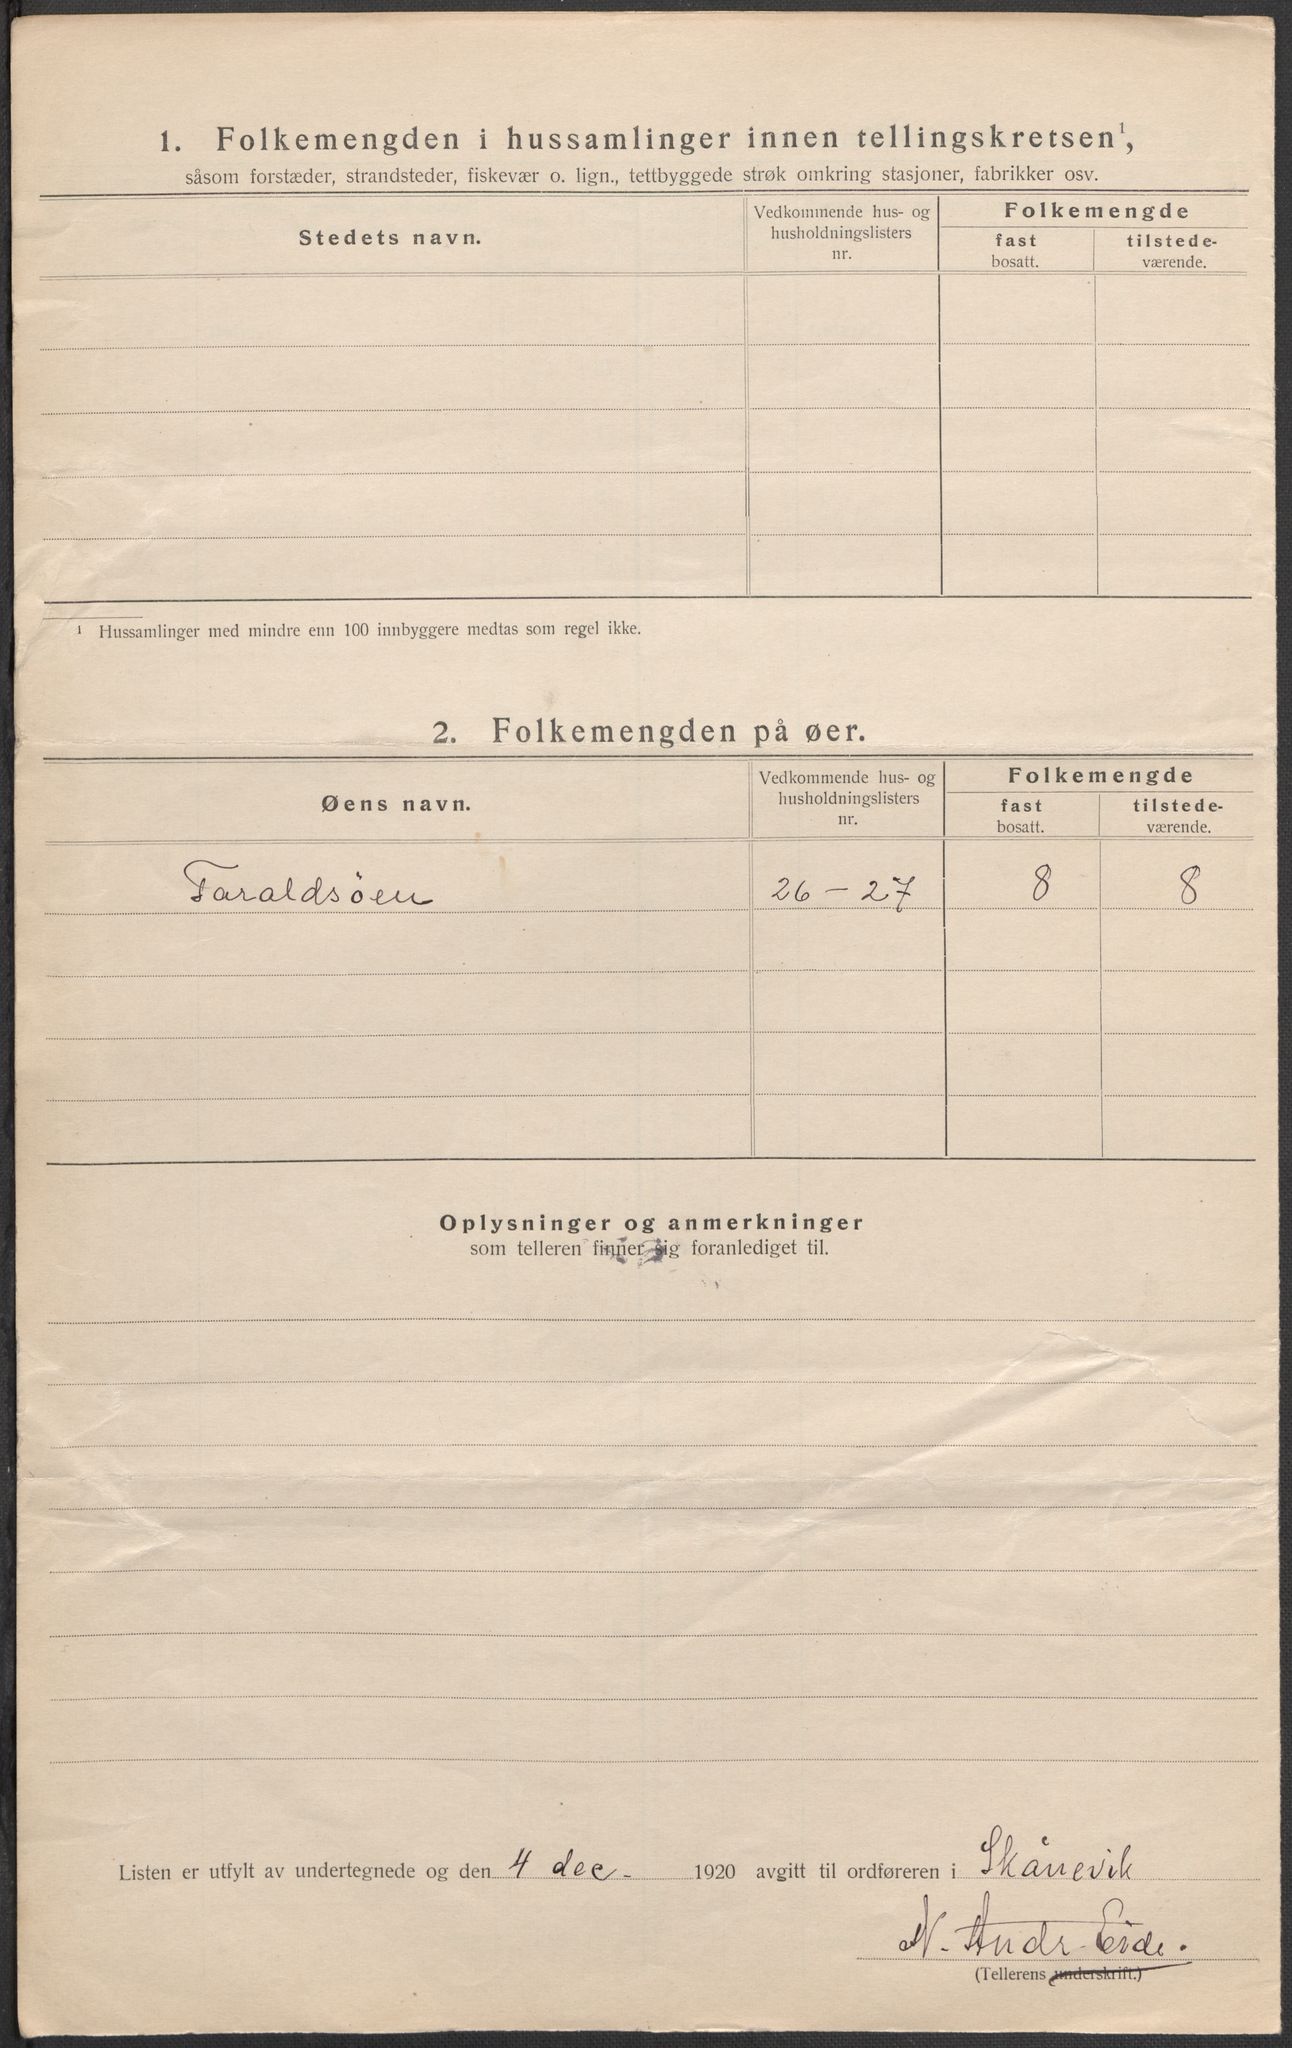 1. Folkemengden i hussamlinger innen tellingskretsen¹,
såsom forstæder, strandsteder, fiskevær o. lign., tettbyggede strøk omkring stasjoner, fabrikker osv.
Stedets navn.
Vedkommende hus- og
husholdningslisters
nr.
Folkemengde
fast
bosatt.
tilstede-
værende.
¹ Hussamlinger med mindre enn 100 innbyggere medtas som regel ikke.
2. Folkemengden på øer.
Øens navn.
Vedkommende hus- og
husholdningslisters
nr.
Folkemengde
fast
bosatt.
tilstede-
værende.
Taraldsöen 26 - 27 8 8
Oplysninger og anmerkninger
som telleren finner sig foranlediget til.
Listen er utfylt av undertegnede og den 4 dec. 1920 avgitt til ordføreren i Skånevik
N. Andr. Eide.
(Tellerens underskrift.)